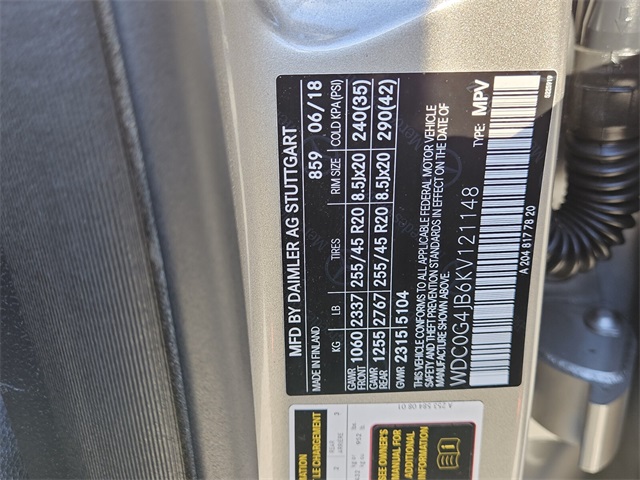 MFD BY DAIMLER AG STUTTGART
MADE IN FINLAND 859 06/18
KG LB TIRES RIM SIZE COLD KPA(PSI)
GAWR FRONT 1060 2337 255/45 R20 8.5Jx20 240(35)
GAWR REAR 1255 2767 255/45 R20 8.5Jx20 290(42)
GVWR 2315 5104
THIS VEHICLE CONFORMS TO ALL APPLICABLE FEDERAL MOTOR VEHICLE
SAFETY AND THEFT PREVENTION STANDARDS IN EFFECT ON THE DATE OF
MANUFACTURE SHOWN ABOVE.
WDC0G4JB6KV121148 TYPE: MPV
A 204 817 78 20
A 253 584 08 01
SEE OWNER'S
MANUAL FOR
ADDITIONAL
INFORMATION